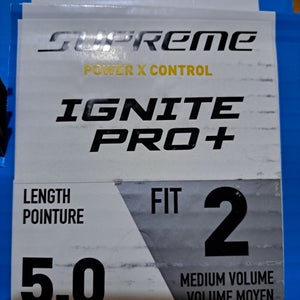 SUPREME
POWER X CONTROL
IGNITE
PRO+
LENGTH
POINTURE
FIT 2
5.0
MEDIUM VOLUME
VOLUME MOYEN